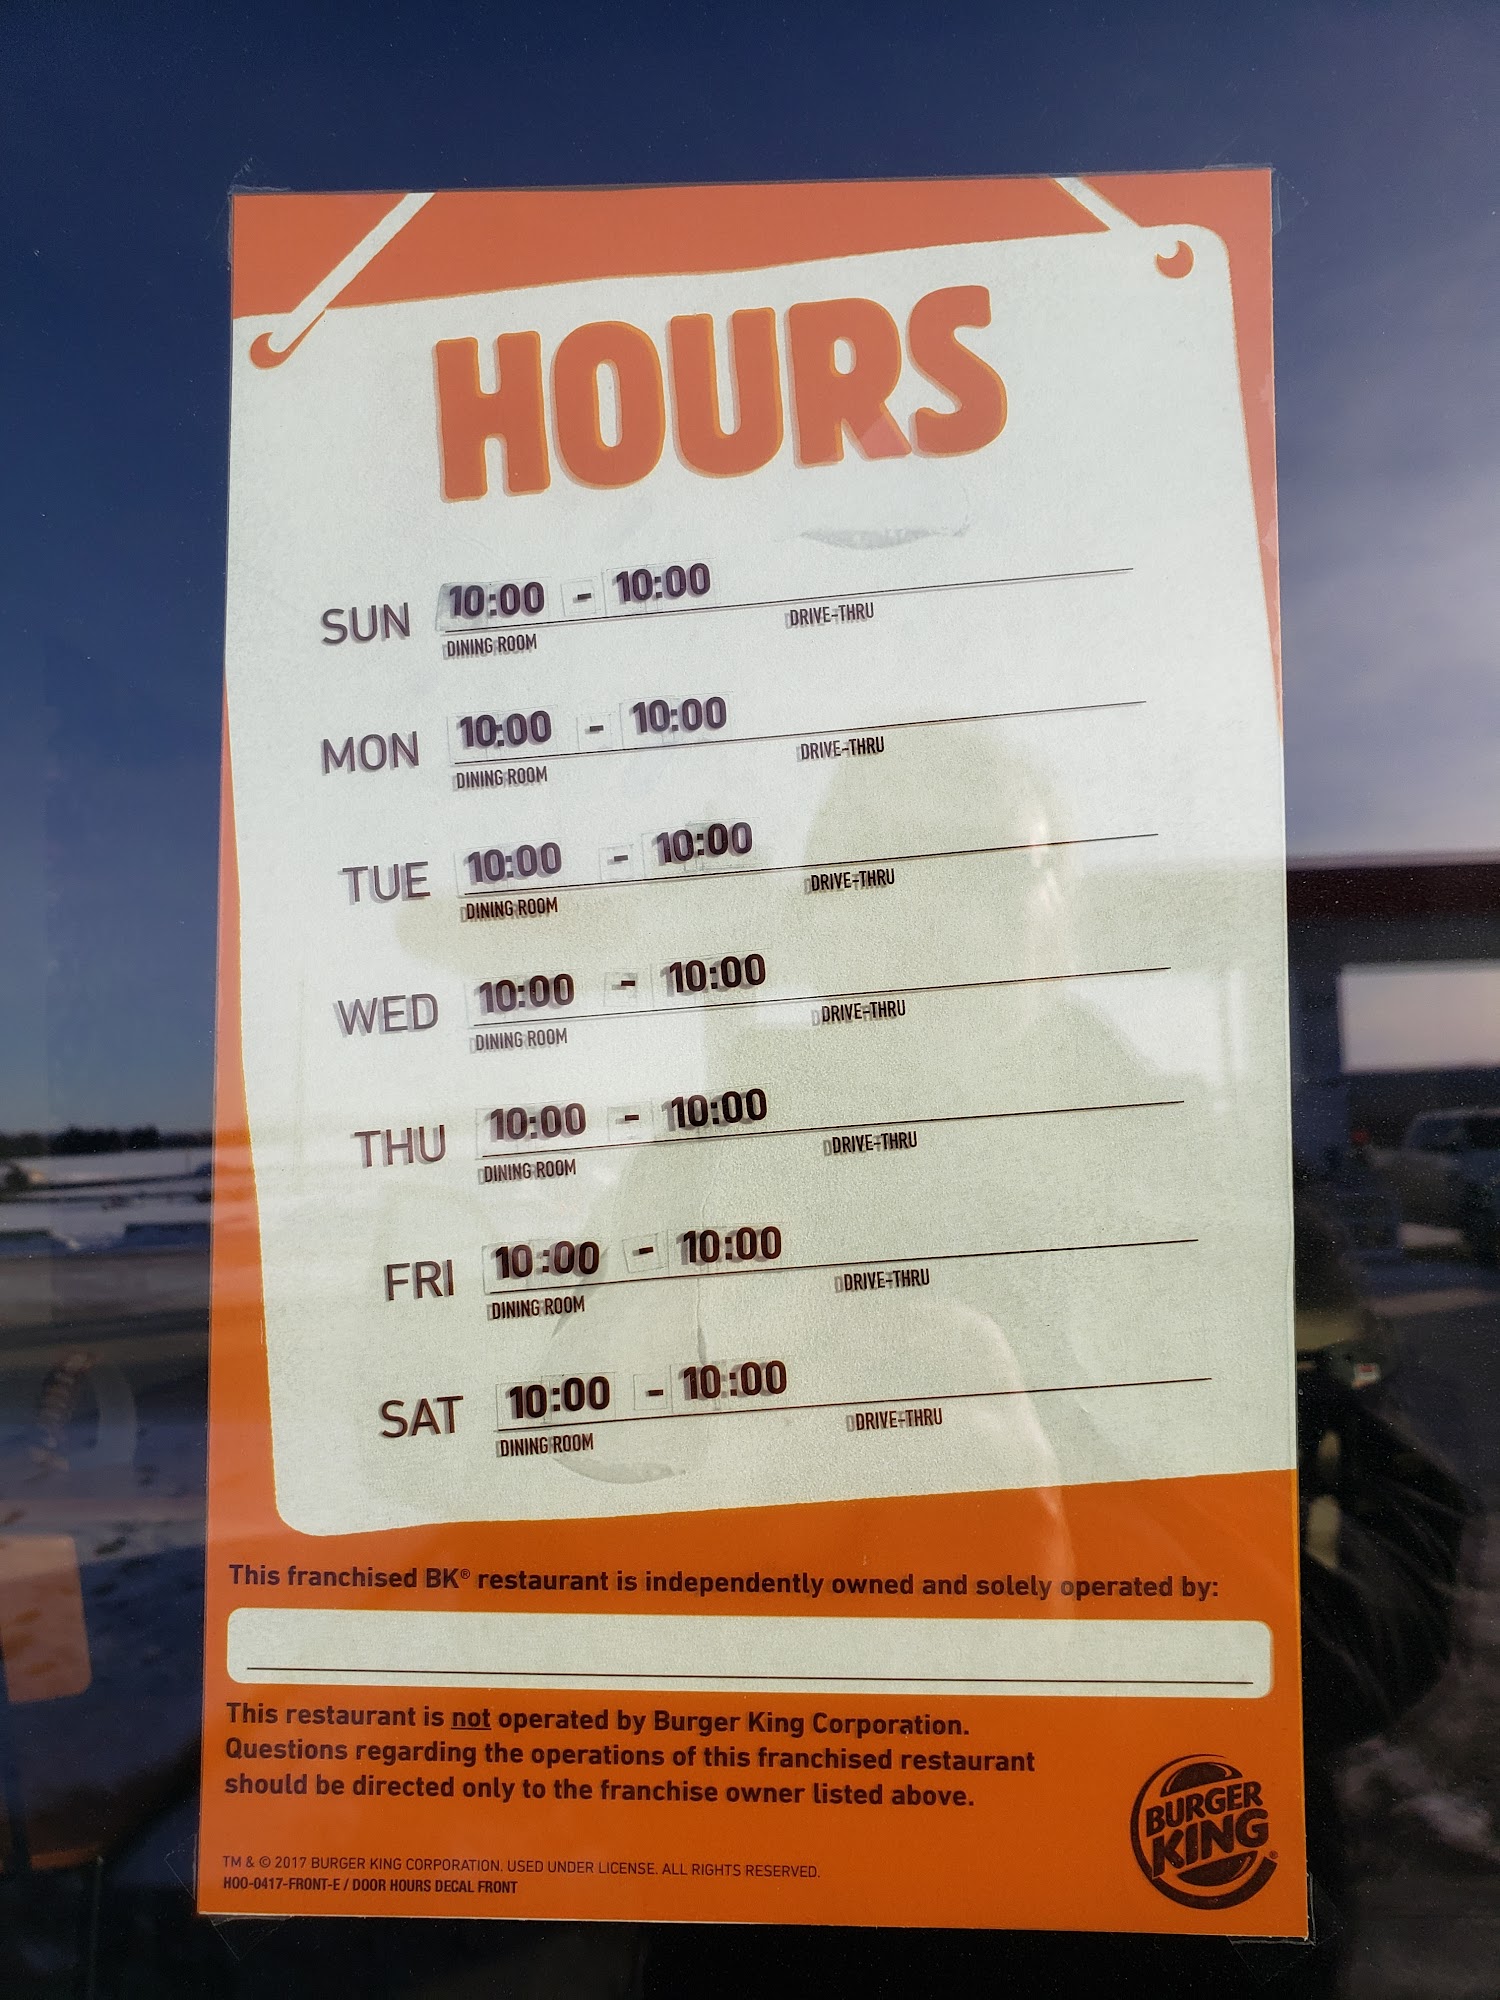 HOURS
SUN 10:00 - 10:00
DINING ROOM DRIVE-THRU
MON 10:00 - 10:00
DINING ROOM DRIVE-THRU
TUE 10:00 - 10:00
DINING ROOM DRIVE-THRU
WED 10:00 - 10:00
DINING ROOM DRIVE-THRU
THU 10:00 - 10:00
DINING ROOM DRIVE-THRU
FRI 10:00 - 10:00
DINING ROOM DRIVE-THRU
SAT 10:00 - 10:00
DINING ROOM DRIVE-THRU
This franchised BK® restaurant is independently owned and solely operated by:
This restaurant is not operated by Burger King Corporation.
Questions regarding the operations of this franchised restaurant
should be directed only to the franchise owner listed above.
BURGER
KING®
TM & © 2017 BURGER KING CORPORATION. USED UNDER LICENSE. ALL RIGHTS RESERVED.
HOO-0417-FRONT-E / DOOR HOURS DECAL FRONT